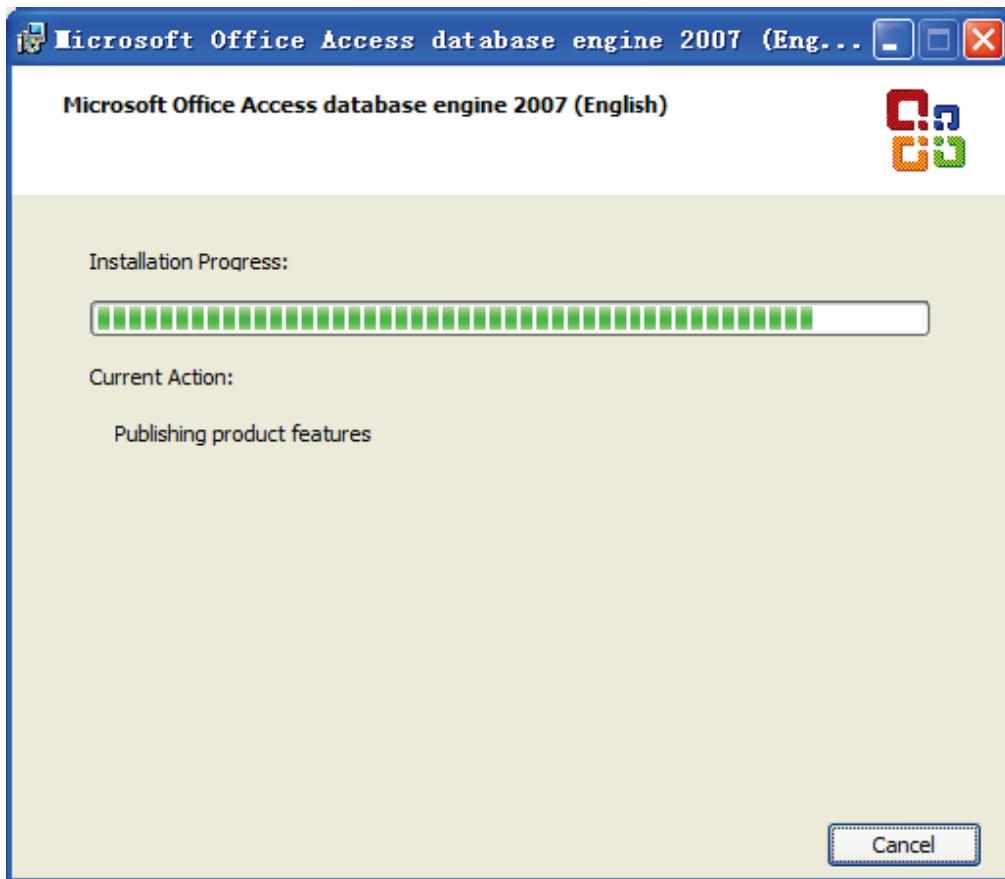 Microsoft Office Access database engine 2007 (Eng...
Microsoft Office Access database engine 2007 (English)
Installation Progress:
Current Action:
Publishing product features
Cancel